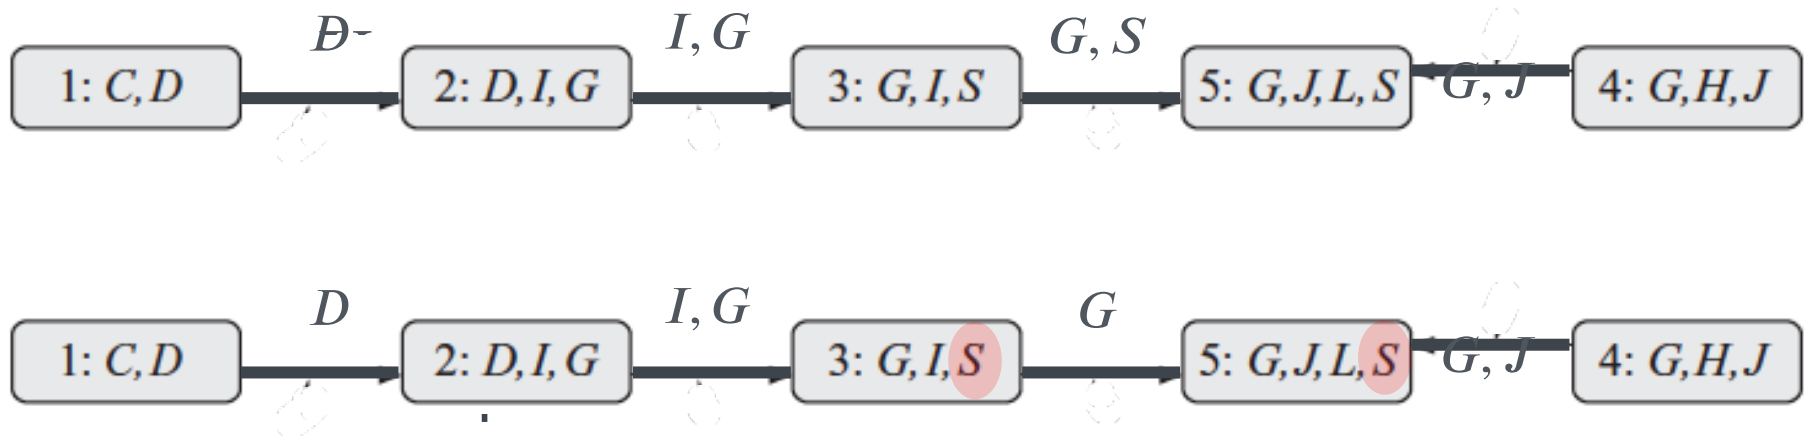 D-
I, G
G, S
1: C, D
2: D, I, G
3: G, I, S
5: G, J, L, S
G, J
4: G, H, J
D
I, G
G
1: C, D
2: D, I, G
3: G, I, S
5: G, J, L, S
G, J
4: G, H, J